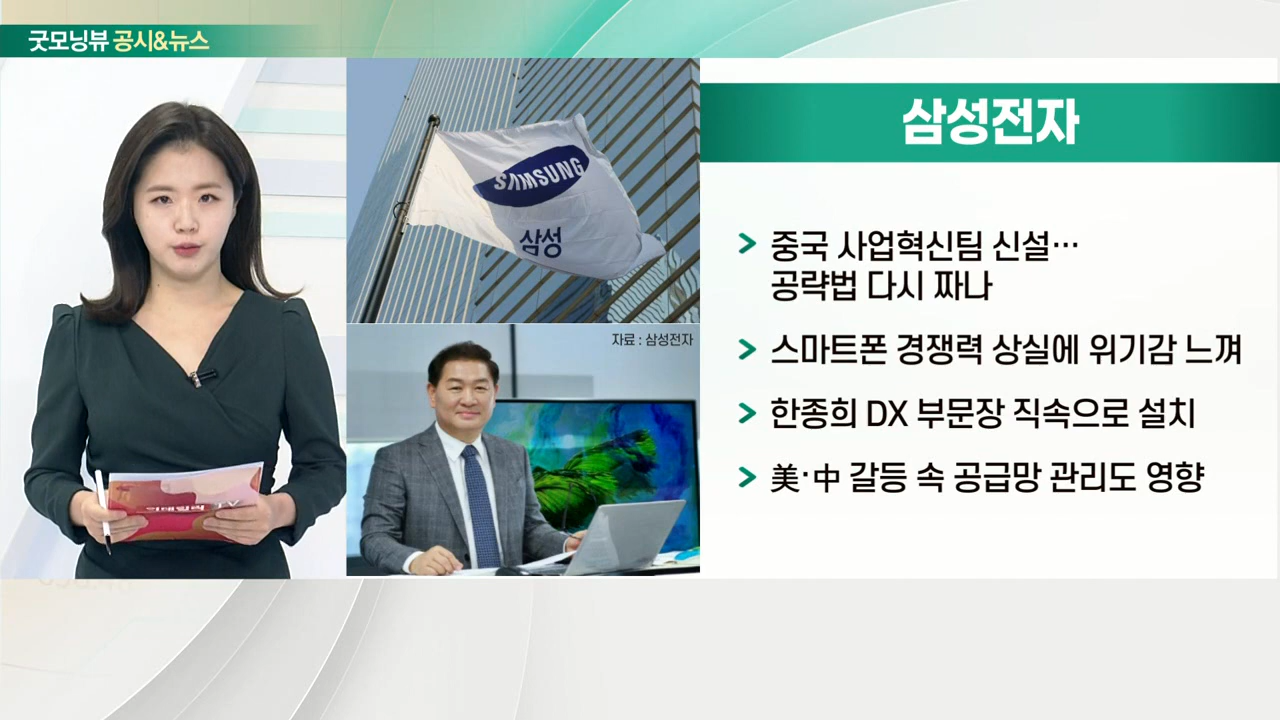 굿모닝뷰 공시&뉴스
SAMSUNG
삼성
자료 : 삼성전자
삼성전자
중국 사업혁신팀 신설…
공략법 다시 짜나
스마트폰 경쟁력 상실에 위기감 느껴
한종희 DX 부문장 직속으로 설치
美·中 갈등 속 공급망 관리도 영향